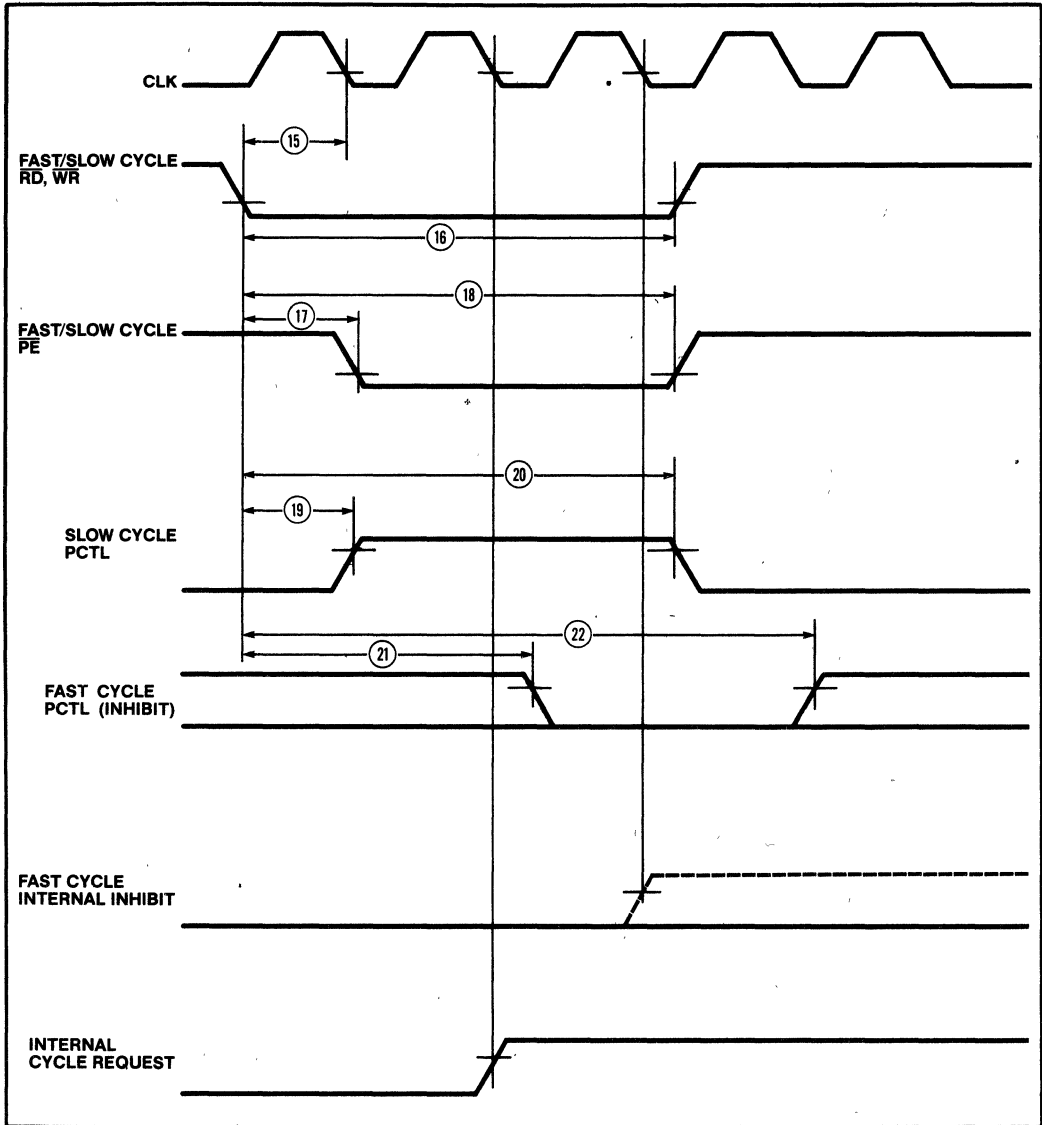 CLK
15
FAST/SLOW CYCLE
RD, WR
16
18
17
FAST/SLOW CYCLE
PE
20
19
SLOW CYCLE
PCTL
22
21
FAST CYCLE
PCTL (INHIBIT)
FAST CYCLE
INTERNAL INHIBIT
INTERNAL
CYCLE REQUEST